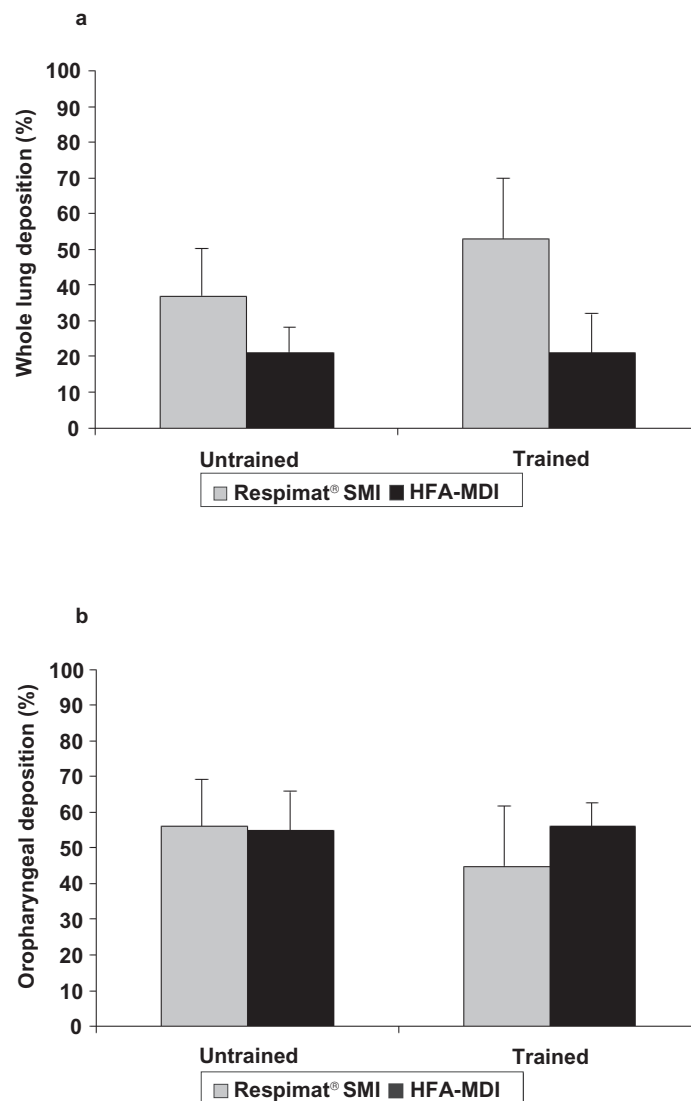 a
Whole lung deposition (%)
100
90
80
70
60
50
40
30
20
10
0
Untrained Trained
Respimat® SMI HFA-MDI
b
Oropharyngeal deposition (%)
100
90
80
70
60
50
40
30
20
10
0
Untrained Trained
Respimat® SMI HFA-MDI